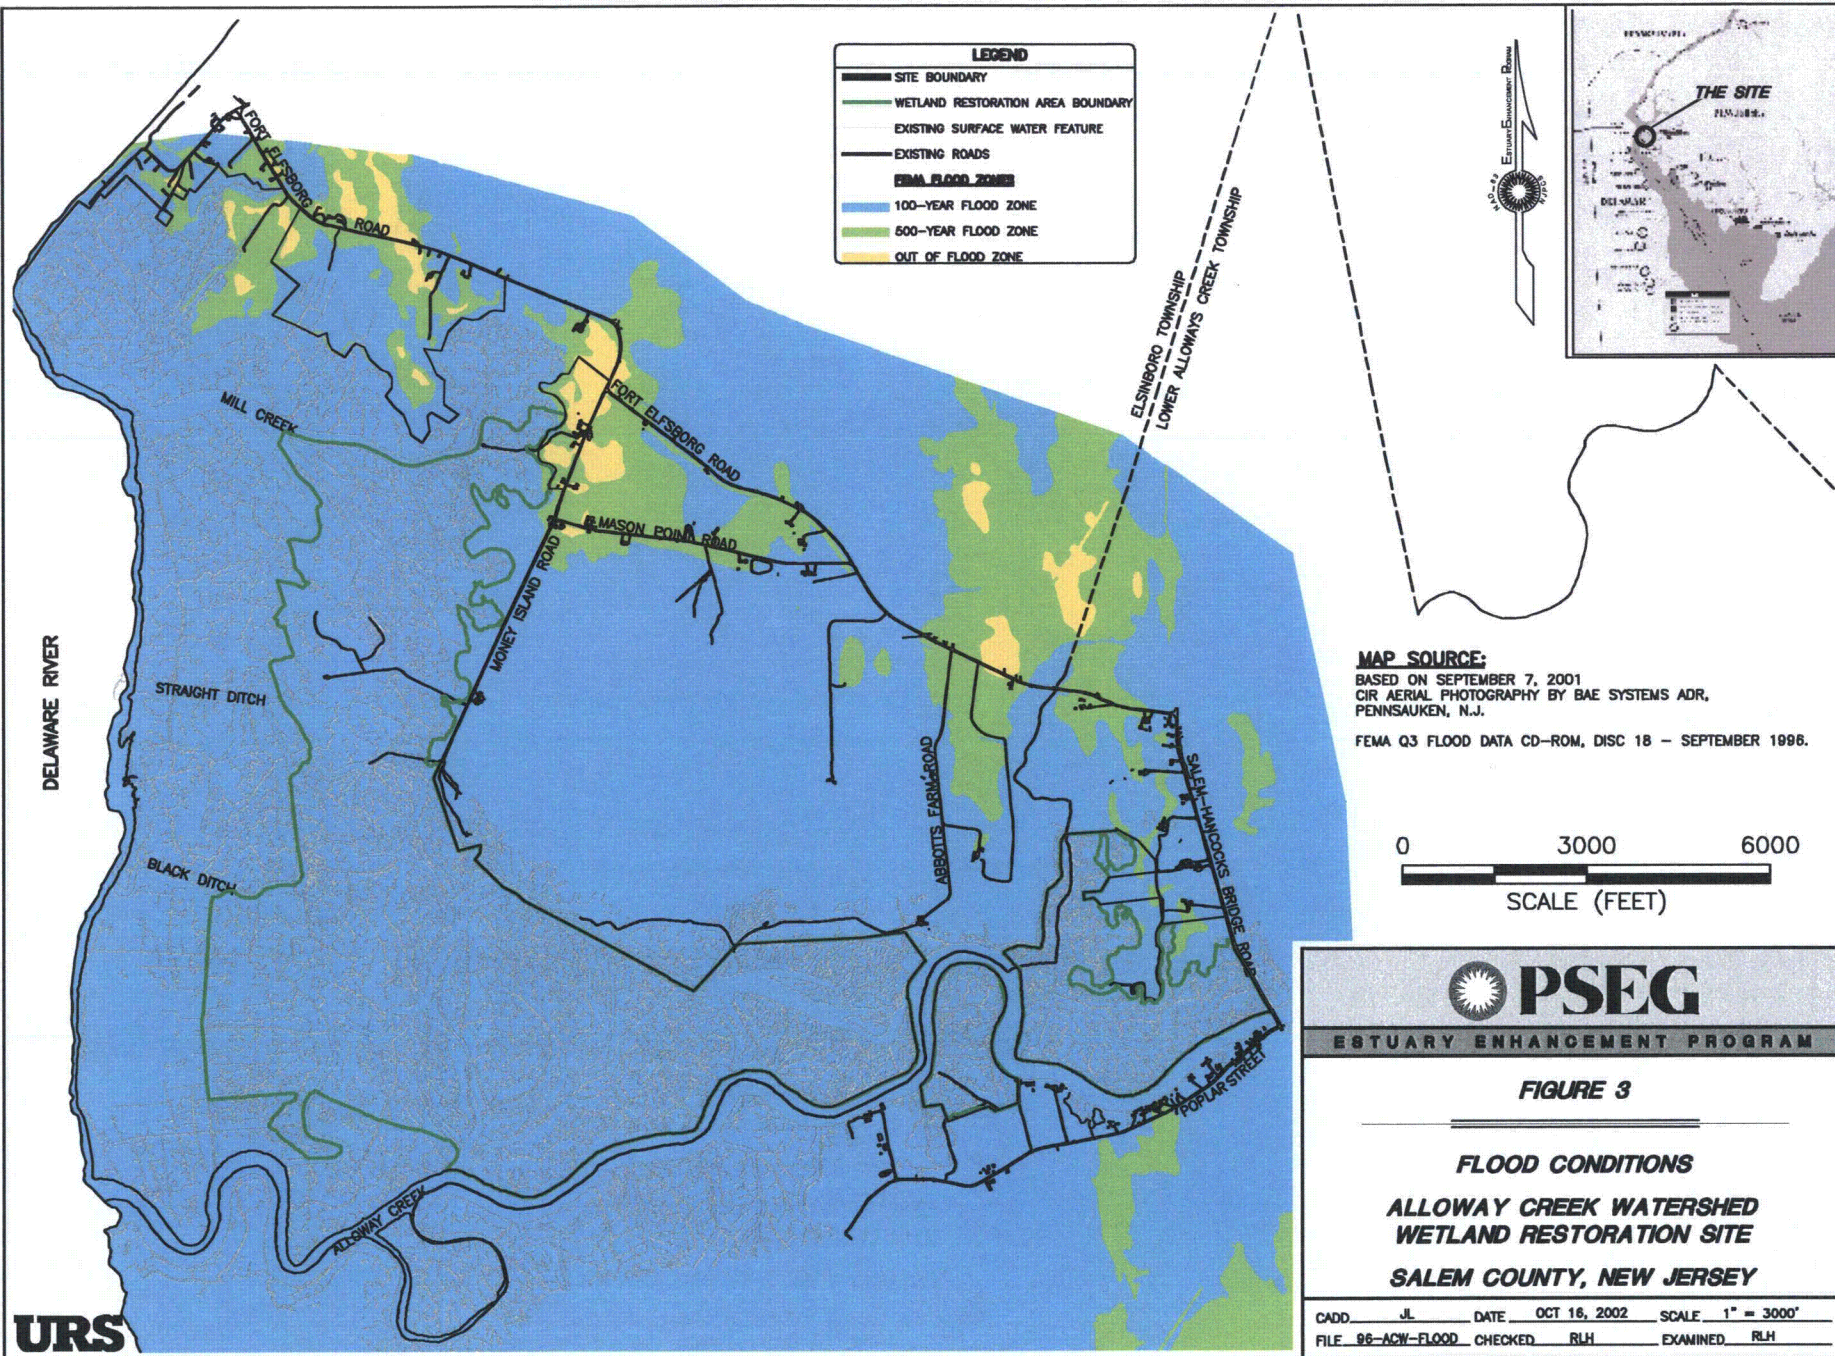 LEGEND
SITE BOUNDARY
WETLAND RESTORATION AREA BOUNDARY
EXISTING SURFACE WATER FEATURE
EXISTING ROADS
FEMA FLOOD ZONES
100-YEAR FLOOD ZONE
500-YEAR FLOOD ZONE
OUT OF FLOOD ZONE
ESTUARY ENHANCEMENT PROGRAM
NAD-83
THE SITE
FORT ELFSBORG ROAD
ELSINBORO TOWNSHIP
LOWER ALLOWAYS CREEK TOWNSHIP
MILL CREEK
FORT ELFSBORG ROAD
MASON POINT ROAD
MONEY ISLAND ROAD
DELAWARE RIVER
STRAIGHT DITCH
BLACK DITCH
ABBOTTS FARM ROAD
SALEM-HANCOCKS BRIDGE ROAD
POPLAR STREET
ALLOWAY CREEK
MAP SOURCE:
BASED ON SEPTEMBER 7, 2001
CIR AERIAL PHOTOGRAPHY BY BAE SYSTEMS ADR,
PENNSAUKEN, N.J.
FEMA Q3 FLOOD DATA CD-ROM, DISC 18 - SEPTEMBER 1996.
0 3000 6000
SCALE (FEET)
PSEG
ESTUARY ENHANCEMENT PROGRAM
FIGURE 3
FLOOD CONDITIONS
ALLOWAY CREEK WATERSHED
WETLAND RESTORATION SITE
SALEM COUNTY, NEW JERSEY
CADD JL DATE OCT 16, 2002 SCALE 1" = 3000'
FILE 96-ACW-FLOOD CHECKED RLH EXAMINED RLH
URS